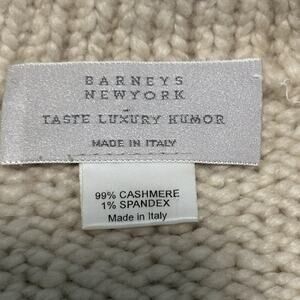 BARNEYS
NEWYORK
TASTE LUXURY HUMOR
MADE IN ITALY
99% CASHMERE
1% SPANDEX
Made in Italy